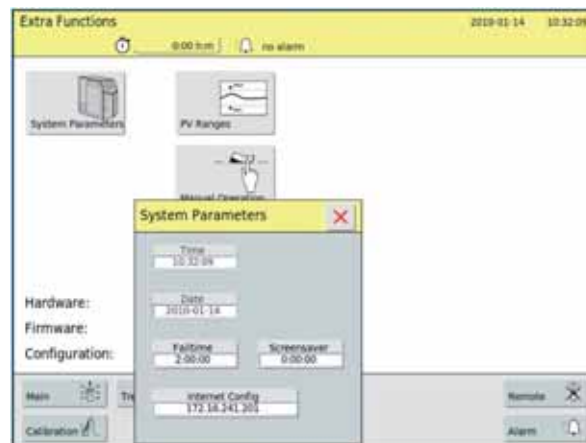 Extra Functions
2010-01-14 10:32:09
0:00 h:m
no alarm
System Parameters
PV Ranges
Manual Operation
System Parameters
Time
10:32:09
Date
2010-01-14
Hardware:
Firmware:
Configuration:
Failtime
2:00:00
Screensaver
0:00:00
Internet Config
172.16.241.201
Main
Remote
Calibration
Alarm